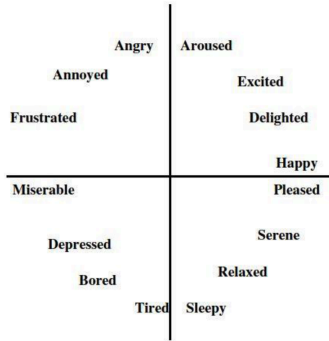 Angry Aroused
Annoyed
Excited
Frustrated Delighted
Happy
Miserable Pleased
Serene
Depressed
Relaxed
Bored
Tired Sleepy